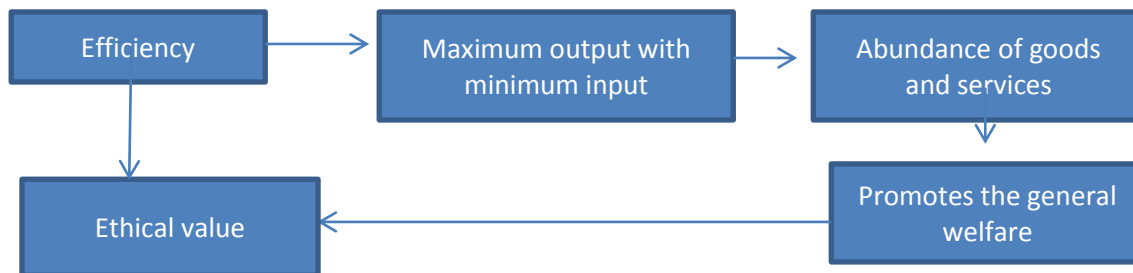 Efficiency
Maximum output with
minimum input
Abundance of goods
and services
Promotes the general
welfare
Ethical value